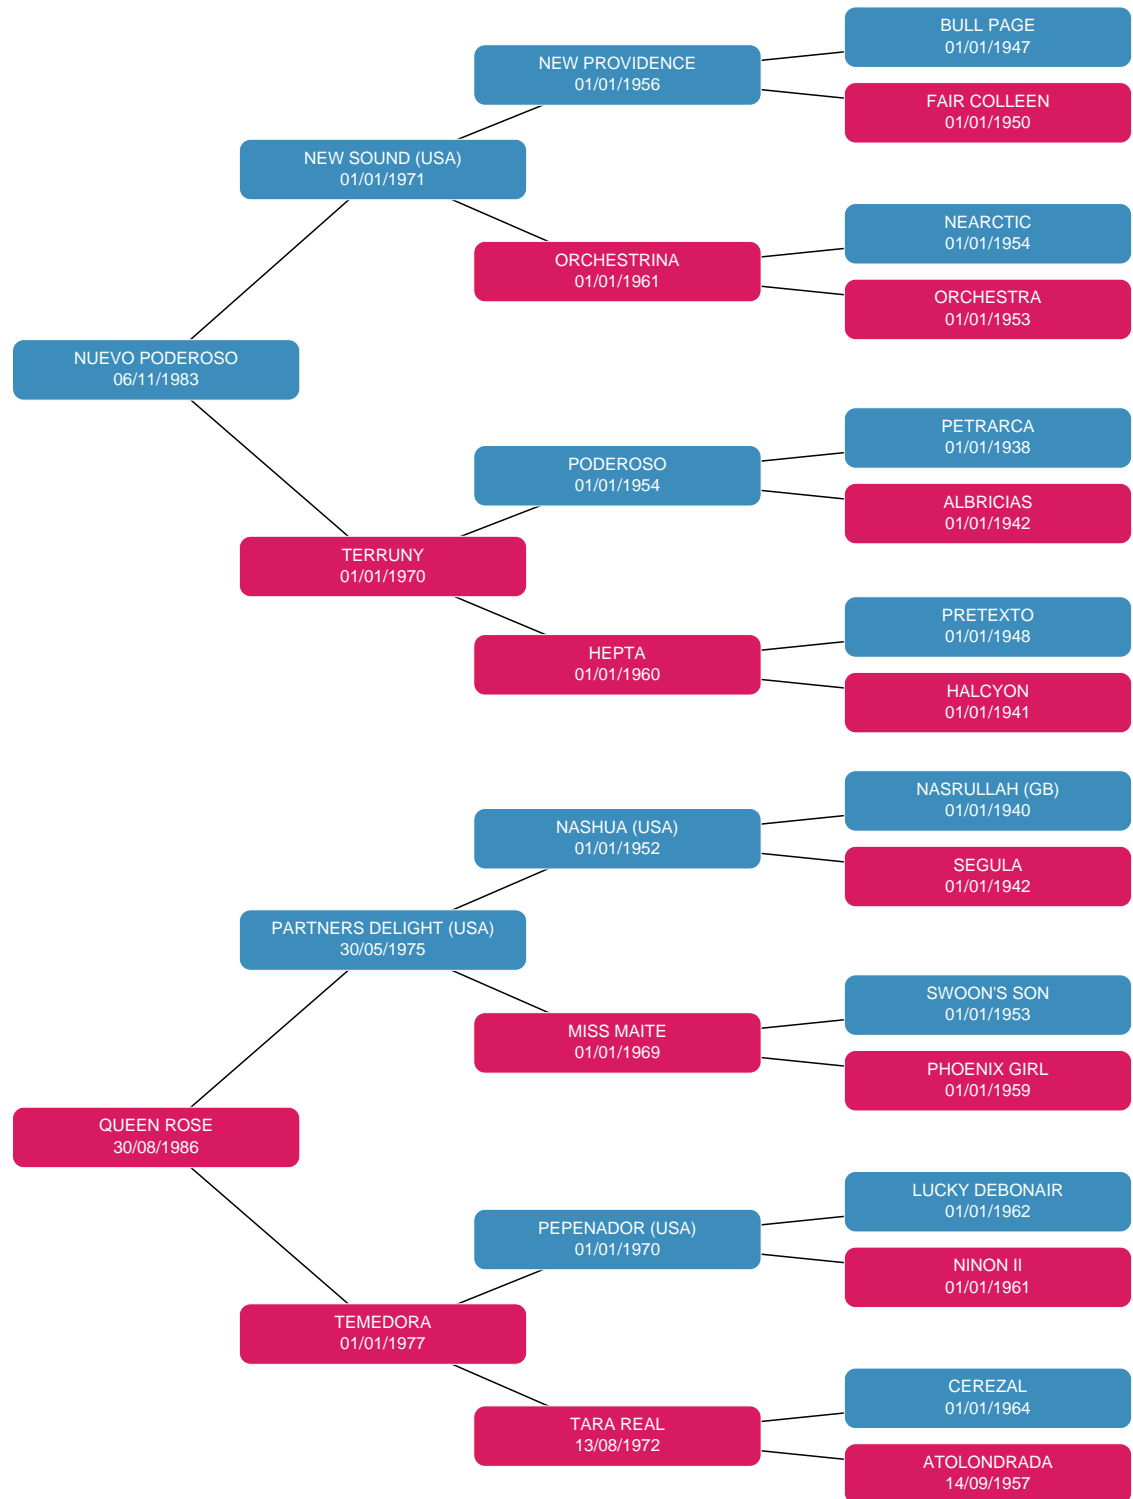 BULL PAGE
01/01/1947
NEW PROVIDENCE
01/01/1956
FAIR COLLEEN
01/01/1950
NEW SOUND (USA)
01/01/1971
NEARCTIC
01/01/1954
ORCHESTRINA
01/01/1961
ORCHESTRA
01/01/1953
NUEVO PODEROSO
06/11/1983
PETRARCA
01/01/1938
PODEROSO
01/01/1954
ALBRICIAS
01/01/1942
TERRUNY
01/01/1970
PRETEXTO
01/01/1948
HEPTA
01/01/1960
HALCYON
01/01/1941
NASRULLAH (GB)
01/01/1940
NASHUA (USA)
01/01/1952
SEGULA
01/01/1942
PARTNERS DELIGHT (USA)
30/05/1975
SWOON'S SON
01/01/1953
MISS MAITE
01/01/1969
PHOENIX GIRL
01/01/1959
QUEEN ROSE
30/08/1986
LUCKY DEBONAIR
01/01/1962
PEPENADOR (USA)
01/01/1970
NINON II
01/01/1961
TEMEDORA
01/01/1977
CEREZAL
01/01/1964
TARA REAL
13/08/1972
ATOLONDRADA
14/09/1957